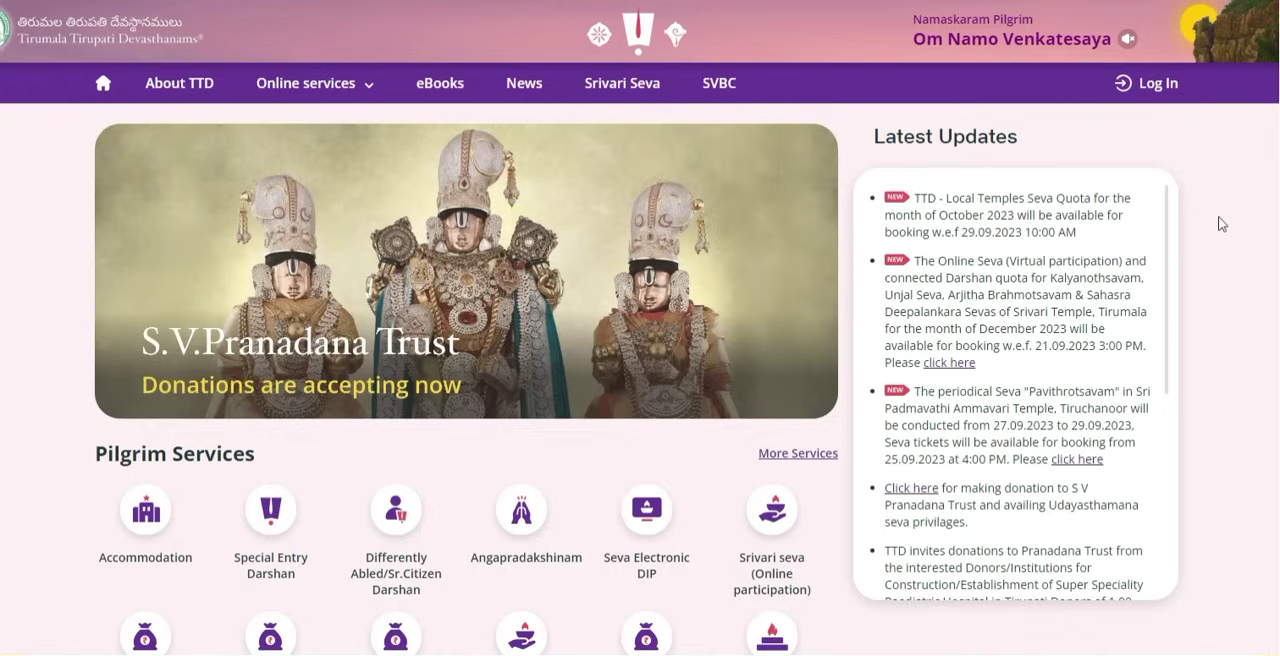 తిరుమల తిరుపతి దేవస్థానములు
Tirumala Tirupati Devasthanams®
Namaskaram Pilgrim
Om Namo Venkatesaya
About TTD
Online services
eBooks
News
Srivari Seva
SVBC
Log In
S.V.Pranadana Trust
Donations are accepting now
Pilgrim Services
More Services
Accommodation
Special Entry
Darshan
Differently
Abled/Sr.Citizen
Darshan
Angapradakshinam
Seva Electronic
DIP
Srivari seva
(Online
participation)
Latest Updates
NEW TTD - Local Temples Seva Quota for the
month of October 2023 will be available for
booking w.e.f 29.09.2023 10:00 AM
NEW The Online Seva (Virtual participation) and
connected Darshan quota for Kalyanothsavam,
Unjal Seva, Arjitha Brahmotsavam & Sahasra
Deepalankara Sevas of Srivari Temple, Tirumala
for the month of December 2023 will be
available for booking w.e.f. 21.09.2023 3:00 PM.
Please click here
NEW The periodical Seva "Pavithrotsavam" in Sri
Padmavathi Ammavari Temple, Tiruchanoor will
be conducted from 27.09.2023 to 29.09.2023,
Seva tickets will be available for booking from
25.09.2023 at 4:00 PM. Please click here
Click here for making donation to S V
Pranadana Trust and availing Udayasthamana
seva privilages.
TTD invites donations to Pranadana Trust from
the interested Donors/Institutions for
Construction/Establishment of Super Speciality